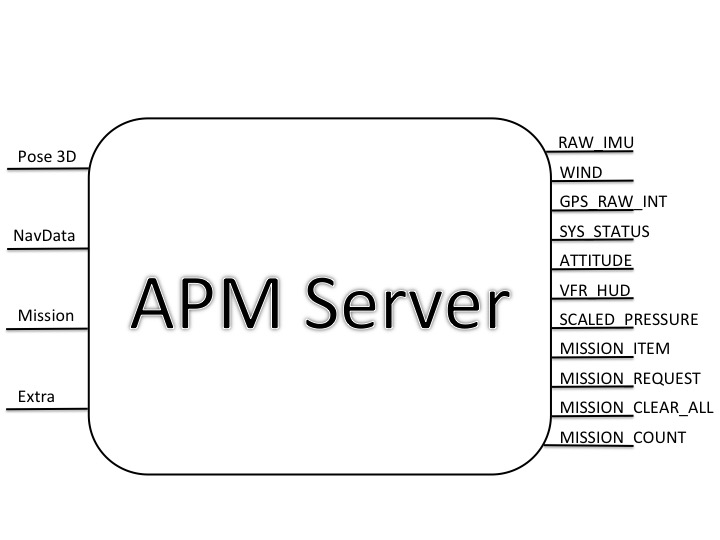 Pose 3D
NavData
Mission
Extra
APM Server
RAW_IMU
WIND
GPS_RAW_INT
SYS_STATUS
ATTITUDE
VFR_HUD
SCALED_PRESSURE
MISSION_ITEM
MISSION_REQUEST
MISSION_CLEAR_ALL
MISSION_COUNT